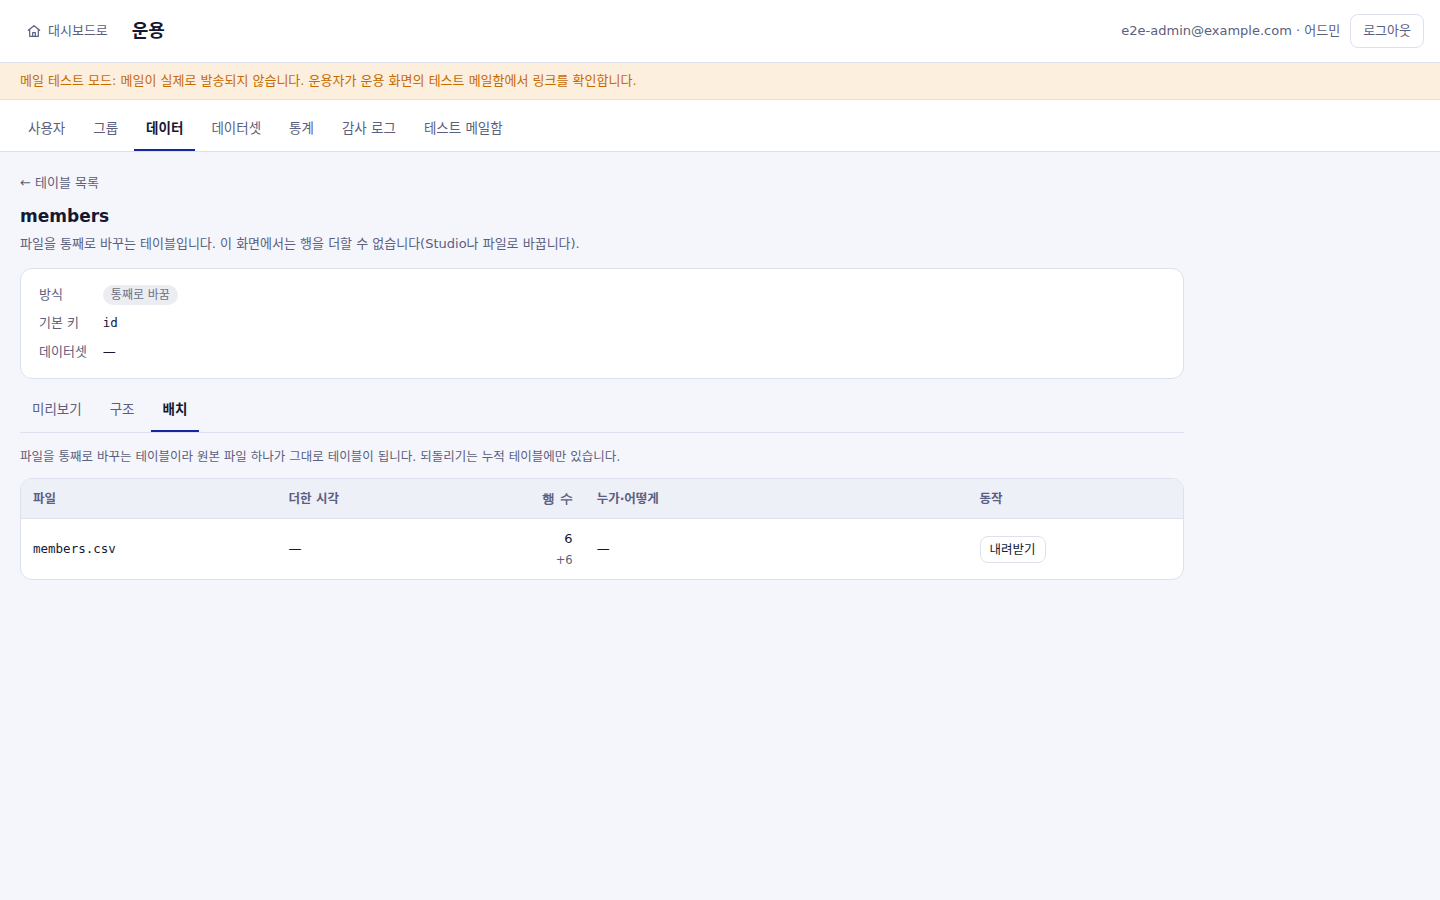 대시보드로 운용 e2e-admin@example.com · 어드민 로그아웃
메일 테스트 모드: 메일이 실제로 발송되지 않습니다. 운용자가 운용 화면의 테스트 메일함에서 링크를 확인합니다.
사용자 그룹 데이터 데이터셋 통계 감사 로그 테스트 메일함
← 테이블 목록
members
파일을 통째로 바꾸는 테이블입니다. 이 화면에서는 행을 더할 수 없습니다(Studio나 파일로 바꿉니다).
방식 통째로 바꿈
기본 키 id
데이터셋 —
미리보기 구조 배치
파일을 통째로 바꾸는 테이블이라 원본 파일 하나가 그대로 테이블이 됩니다. 되돌리기는 누적 테이블에만 있습니다.
파일 더한 시각 행 수 누가·어떻게 동작
members.csv — 6 — 내려받기
+6